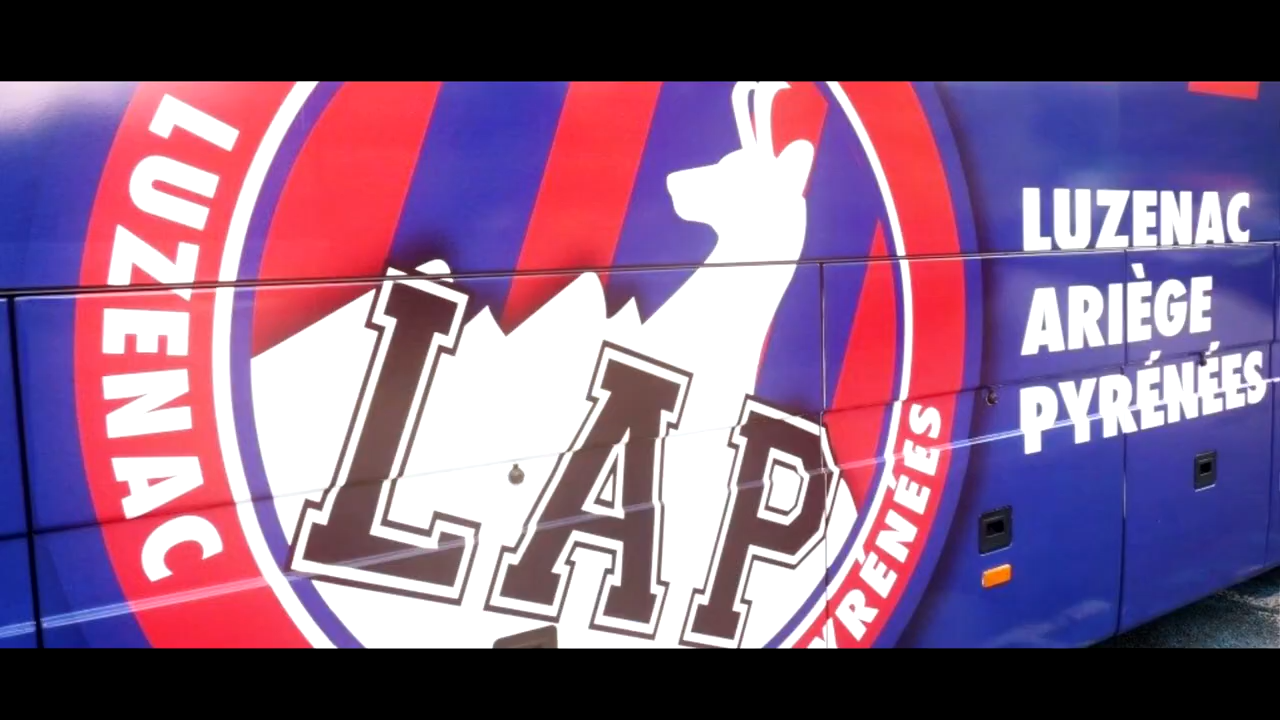 LUZENAC
LAP
PYRÉNÉES
LUZENAC
ARIÈGE
PYRÉNÉES